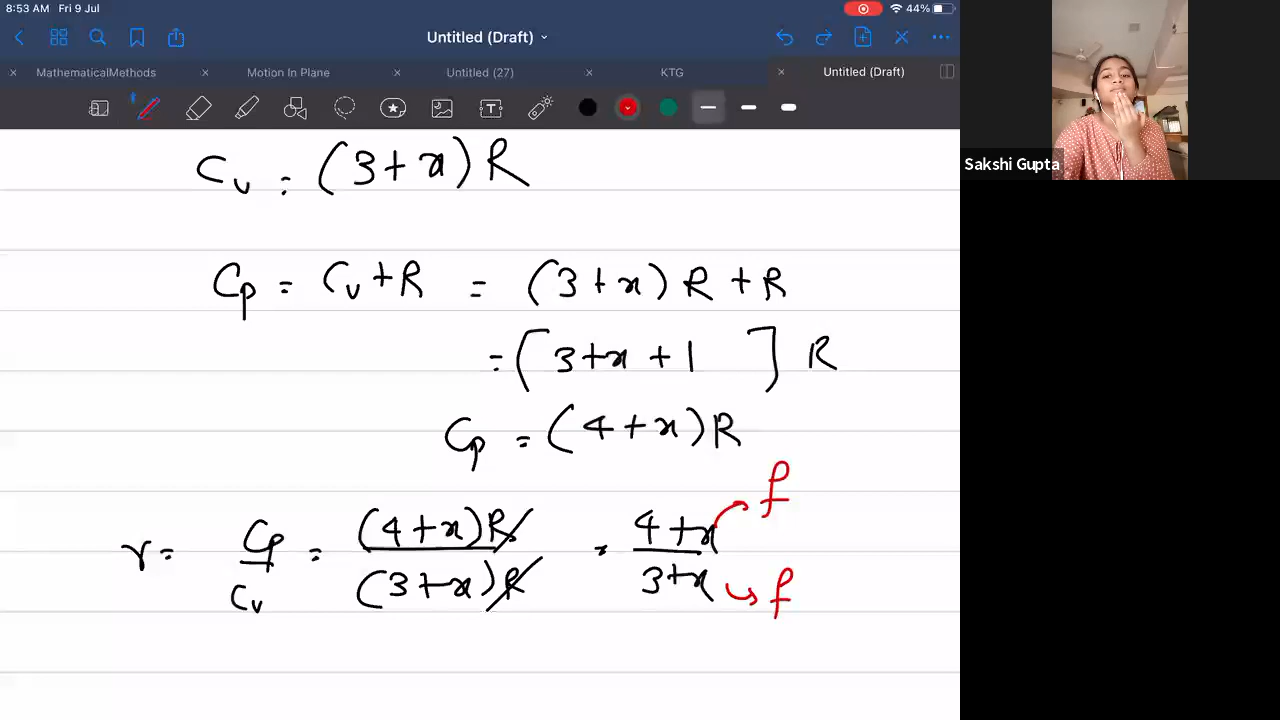 8:53 AM Fri 9 Jul
44%
Untitled (Draft)
MathematicalMethods
Motion In Plane
Untitled (27)
KTG
Untitled (Draft)
Sakshi Gupta
Cv = (3+x) R
Cp = Cv + R = (3+x) R + R
= [3+x+1] R
Cp = (4+x) R
f
γ = Cp/Cv = (4+x)R/(3+x)R = 4+x/3+x
f